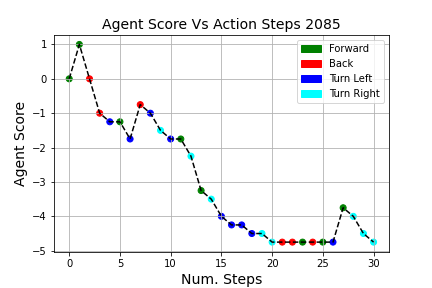 Agent Score Vs Action Steps 2085
Agent Score
1
0
−1
−2
−3
−4
−5
Forward
Back
Turn Left
Turn Right
0 5 10 15 20 25 30
Num. Steps